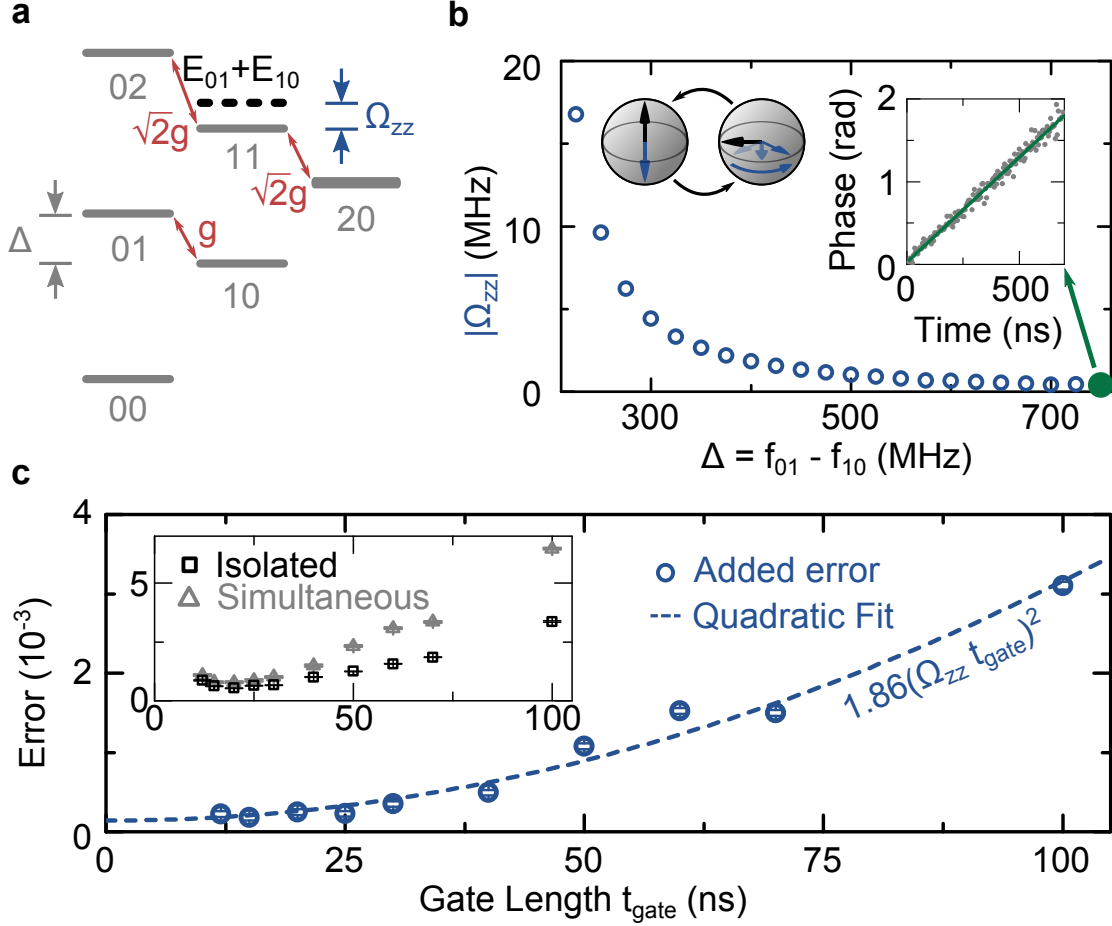 a
02
E01+E10
Ωzz
√2g
11
√2g
20
Δ
01
g
10
00
b
20
10
0
|Ωzz| (MHz)
300
500
700
Δ = f01 - f10 (MHz)
2
1
0
Phase (rad)
0
500
Time (ns)
c
4
2
0
Error (10-3)
0
25
50
75
100
Gate Length tgate (ns)
Isolated
Simultaneous
5
0
0
50
100
Added error
Quadratic Fit
1.86(Ωzz tgate)2